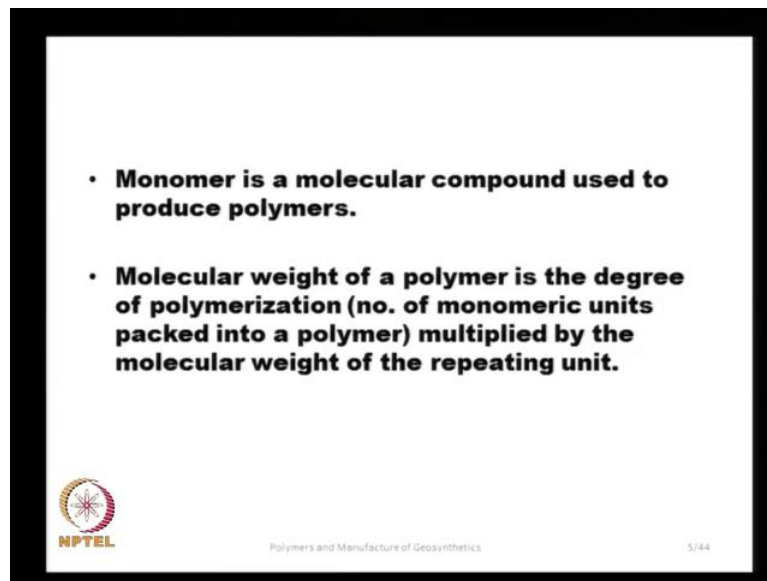 • Monomer is a molecular compound used to
produce polymers.
• Molecular weight of a polymer is the degree
of polymerization (no. of monomeric units
packed into a polymer) multiplied by the
molecular weight of the repeating unit.
NPTEL
Polymers and Manufacture of Geosynthetics
5/44